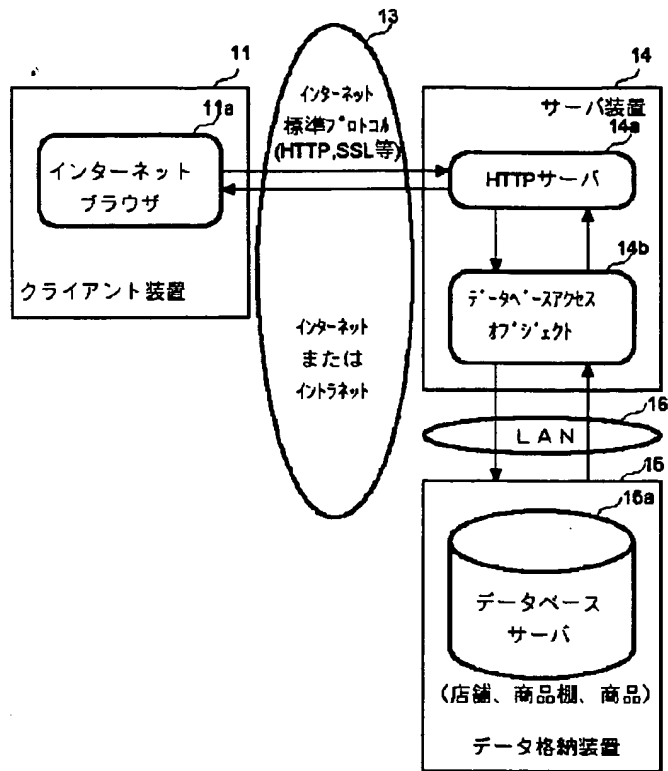 13
11
14
11a
インターネット
標準プロトコル
(HTTP,SSL等)
サーバ装置
14a
インターネット
ブラウザ
HTTPサーバ
14b
クライアント装置
データベースアクセス
オブジェクト
インターネット
または
イントラネット
16
LAN
15
15a
データベース
サーバ
(店舗、商品棚、商品)
データ格納装置